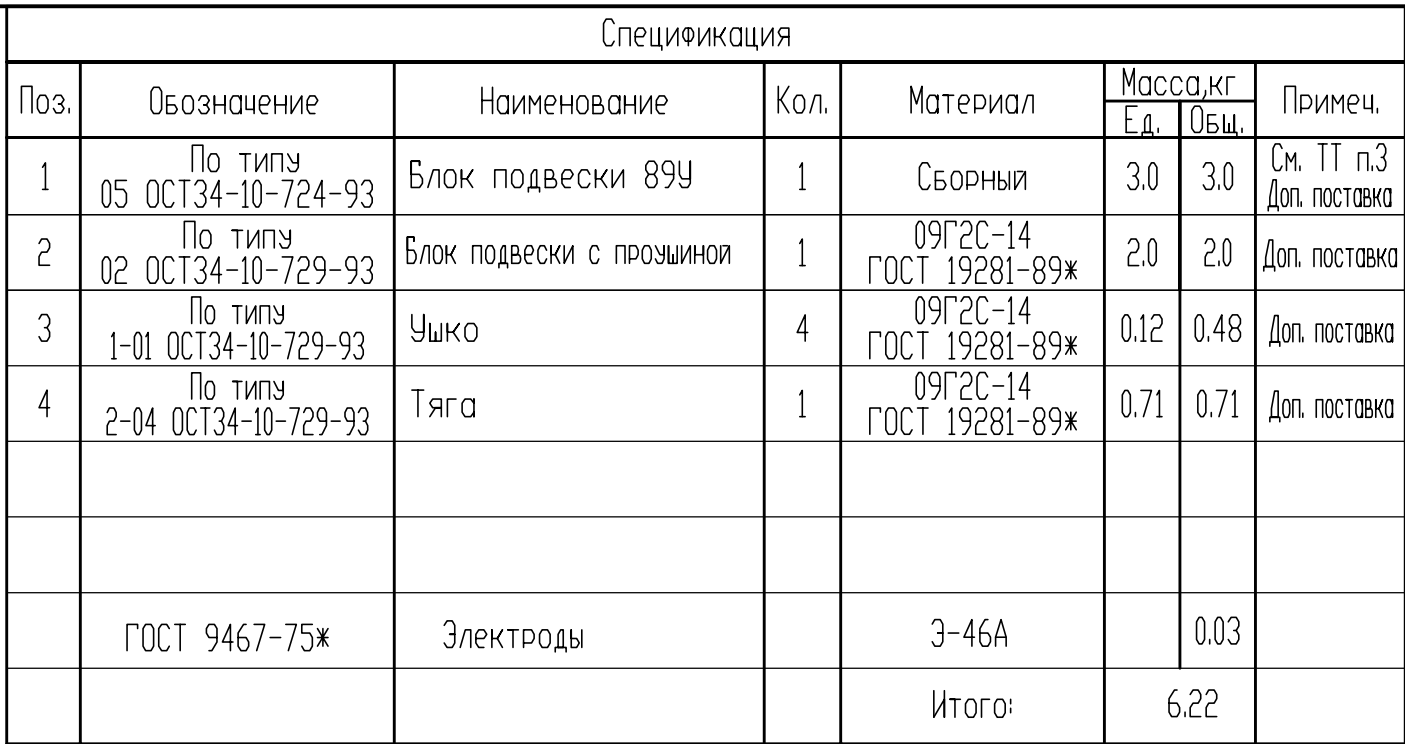 Спецификация
Поз. Обозначение Наименование Кол. Материал Масса,кг Примеч.
Ед. Общ.
1 По типу 05 ОСТ34-10-724-93 Блок подвески 89У 1 Сборный 3.0 3.0 См. ТТ п.3 Доп. поставка
2 По типу 02 ОСТ34-10-729-93 Блок подвески с проушиной 1 09Г2С-14 ГОСТ 19281-89* 2.0 2.0 Доп. поставка
3 По типу 1-01 ОСТ34-10-729-93 Ушко 4 09Г2С-14 ГОСТ 19281-89* 0.12 0.48 Доп. поставка
4 По типу 2-04 ОСТ34-10-729-93 Тяга 1 09Г2С-14 ГОСТ 19281-89* 0.71 0.71 Доп. поставка
ГОСТ 9467-75* Электроды Э-46А 0.03
Итого: 6.22